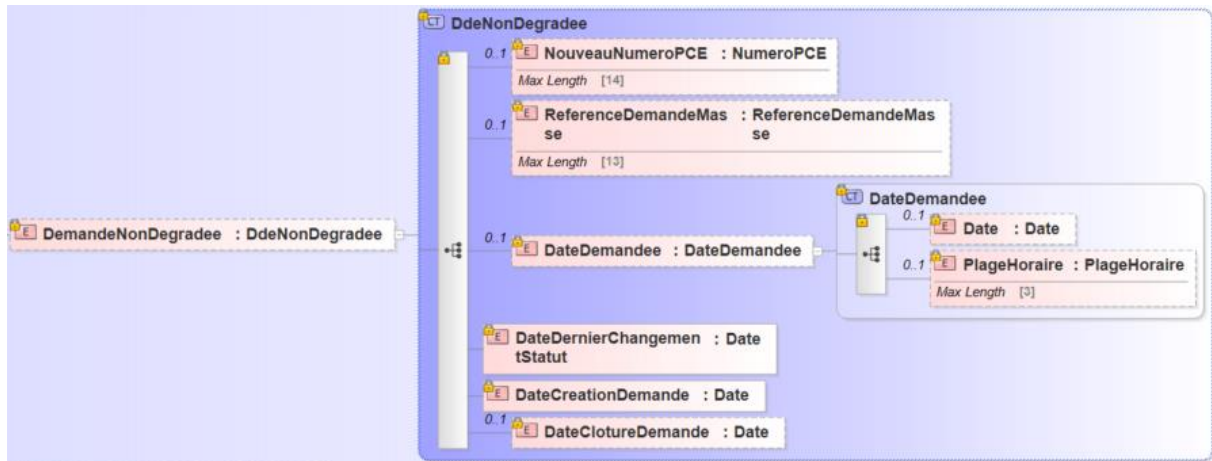 CT DdeNonDegradee
0..1 E NouveauNumeroPCE : NumeroPCE
Max Length [14]
0..1 E ReferenceDemandeMas : ReferenceDemandeMas
se se
Max Length [13]
CT DateDemandee
0..1 E Date : Date
E DemandeNonDegradee : DdeNonDegradee
0..1 E DateDemandee : DateDemandee
0..1 E PlageHoraire : PlageHoraire
Max Length [3]
E DateDernierChangemen : Date
tStatut
E DateCreationDemande : Date
0..1 E DateClotureDemande : Date